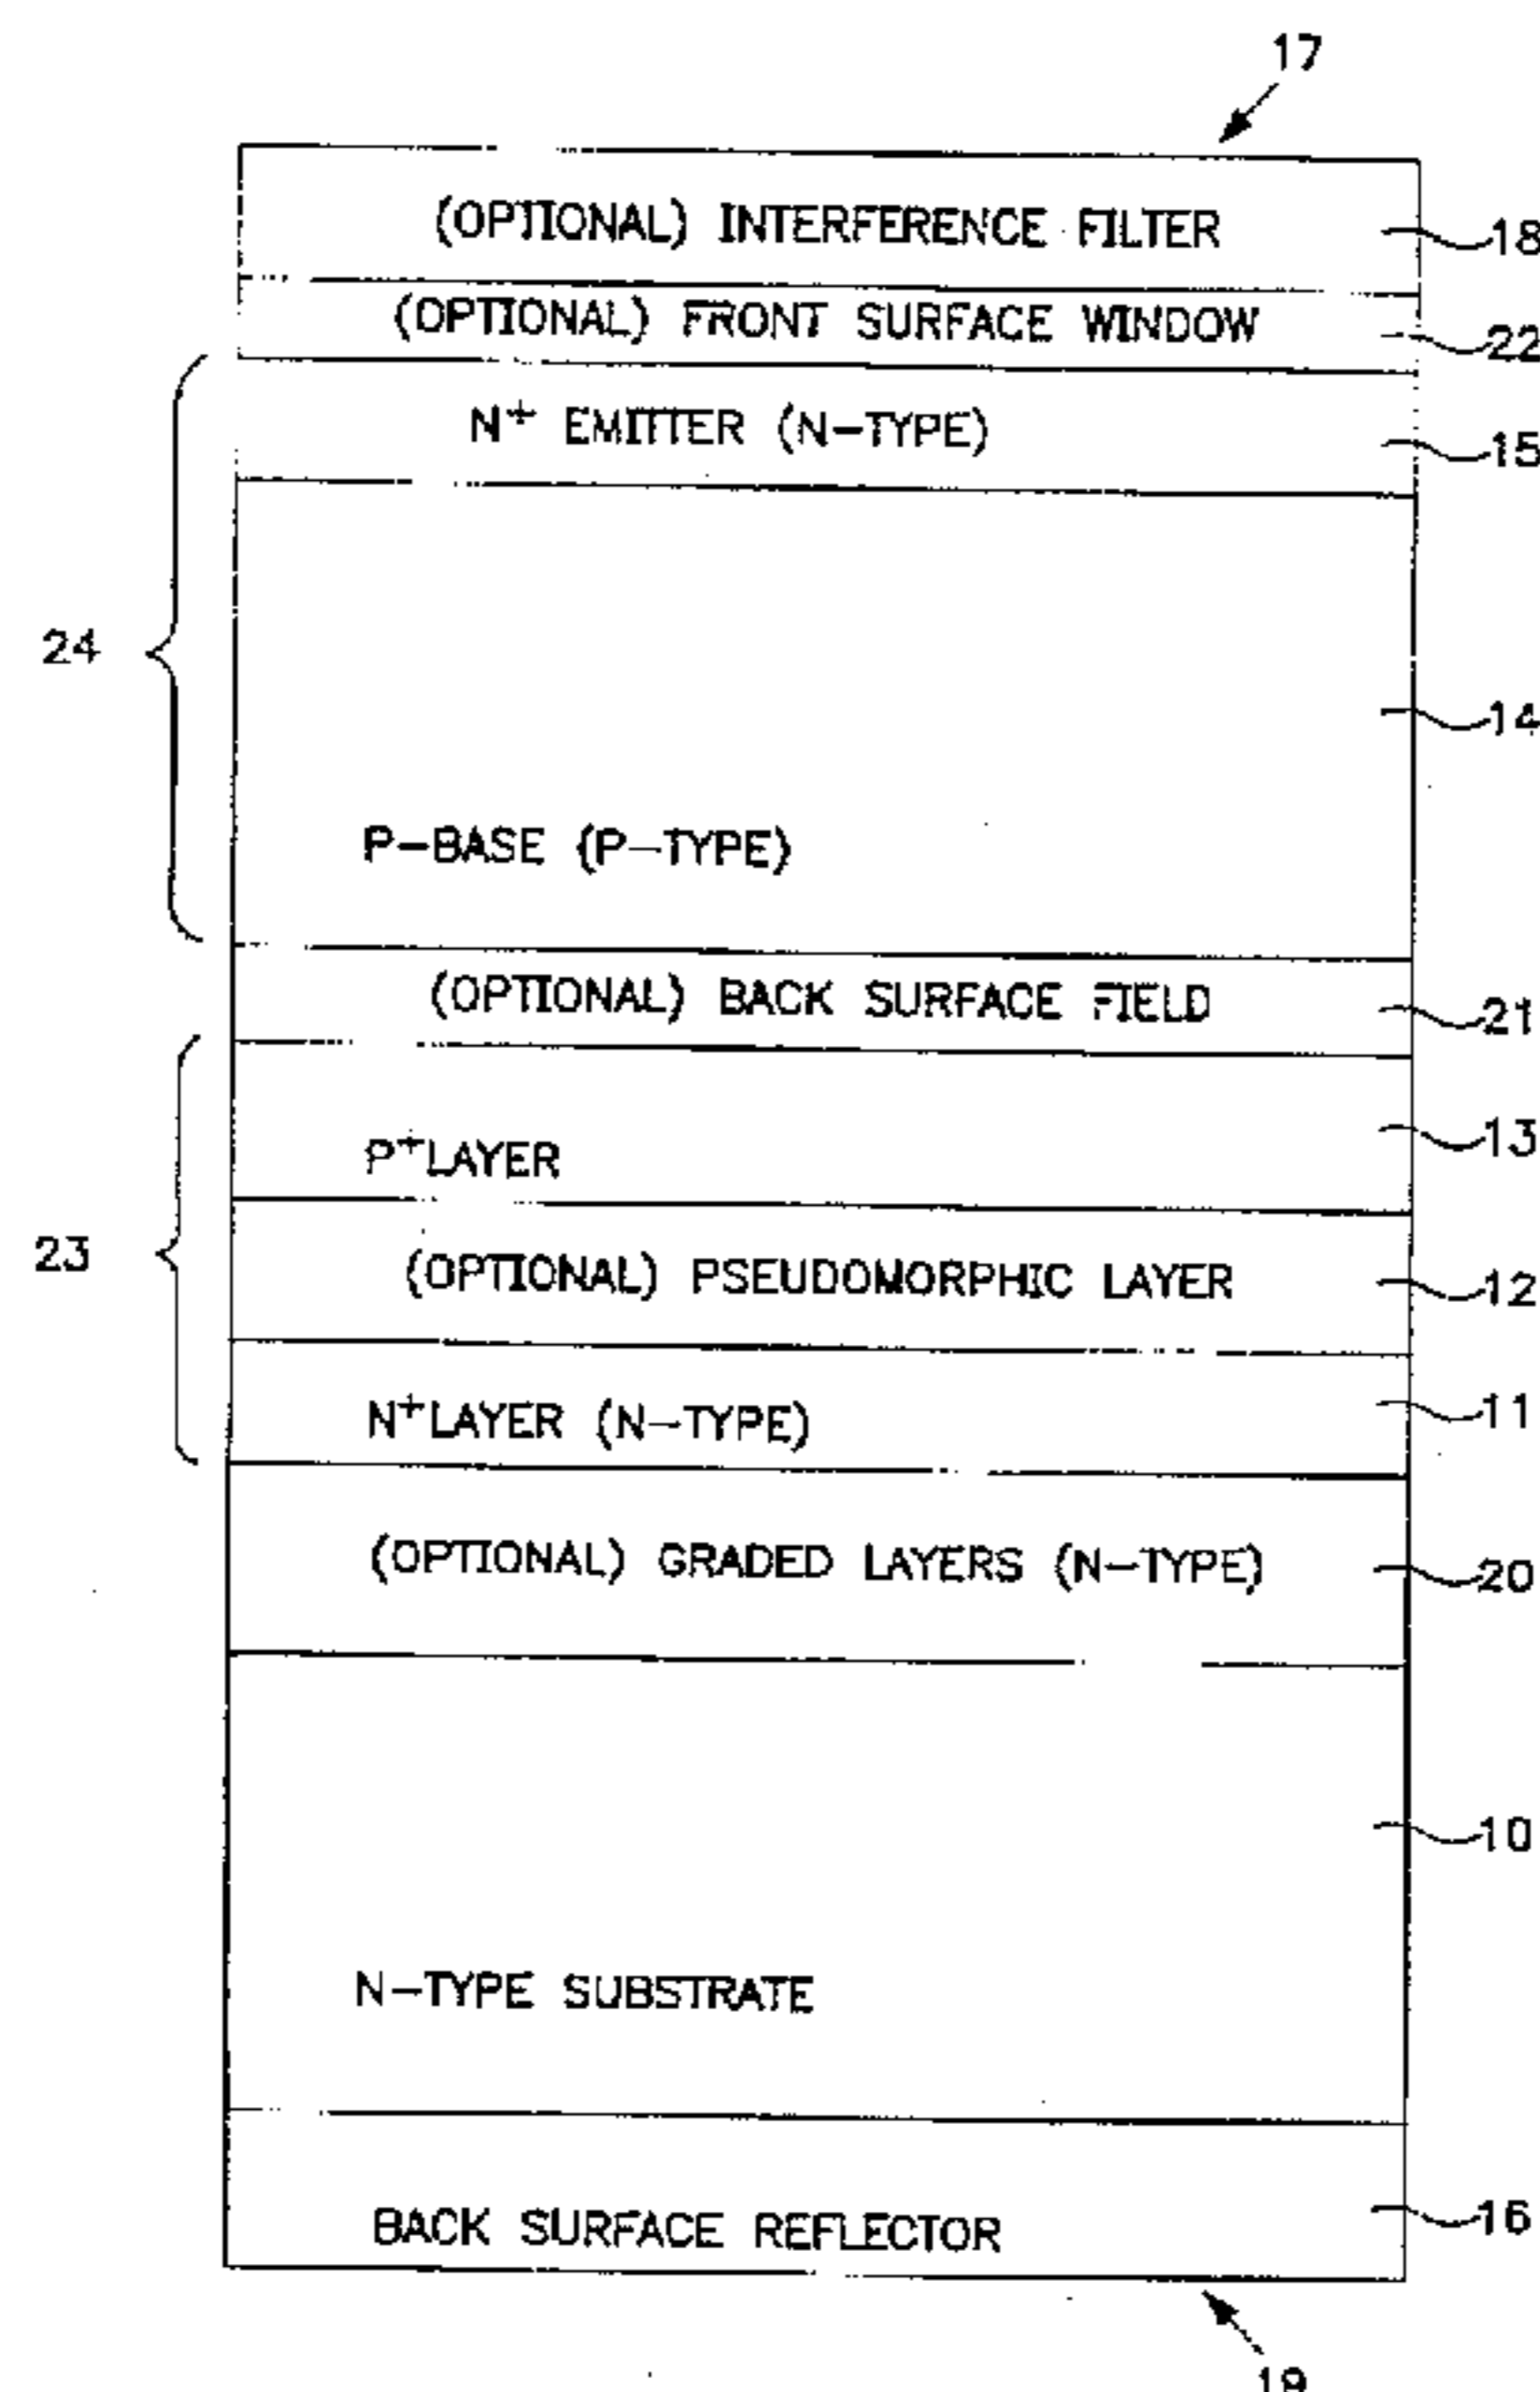 17
(OPTIONAL) INTERFERENCE FILTER
18
(OPTIONAL) FRONT SURFACE WINDOW
22
N+ EMITTER (N-TYPE)
15
24
14
P-BASE (P-TYPE)
(OPTIONAL) BACK SURFACE FIELD
21
13
P+LAYER
23
(OPTIONAL) PSEUDOMORPHIC LAYER
12
N+LAYER (N-TYPE)
11
(OPTIONAL) GRADED LAYERS (N-TYPE)
20
10
N-TYPE SUBSTRATE
16
BACK SURFACE REFLECTOR
19